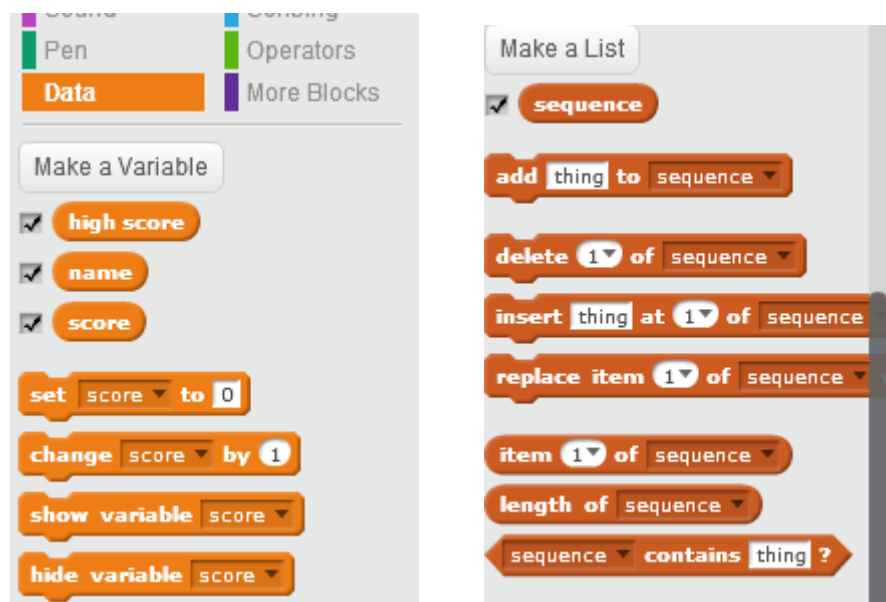 Sound Sensing
Pen Operators
Data More Blocks
Make a Variable
high score
name
score
set score to 0
change score by 1
show variable score
hide variable score
Make a List
sequence
add thing to sequence
delete 1 of sequence
insert thing at 1 of sequence
replace item 1 of sequence
item 1 of sequence
length of sequence
sequence contains thing ?